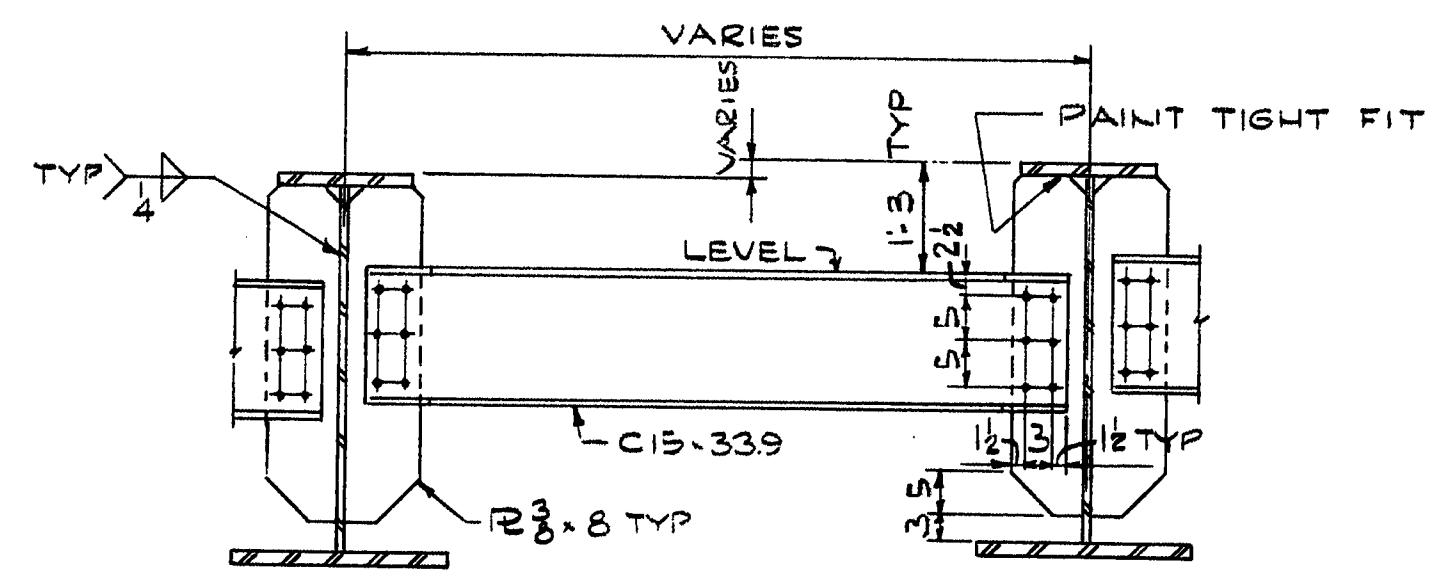 VARIES
VARIES
TYP
PAINT TIGHT FIT
TYP
1/4
1'-3
2 1/2
LEVEL
5
5
C15×33.9
1 1/2
3
1 1/2 TYP
PL 3/8 × 8 TYP
5
3